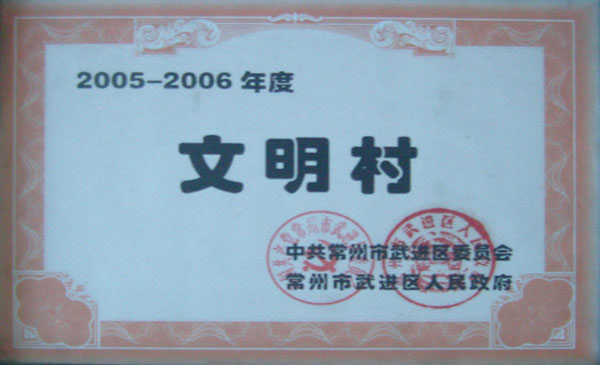 2005-2006 年度
文明村
中共常州市武进区委员会
常州市武进区人民政府